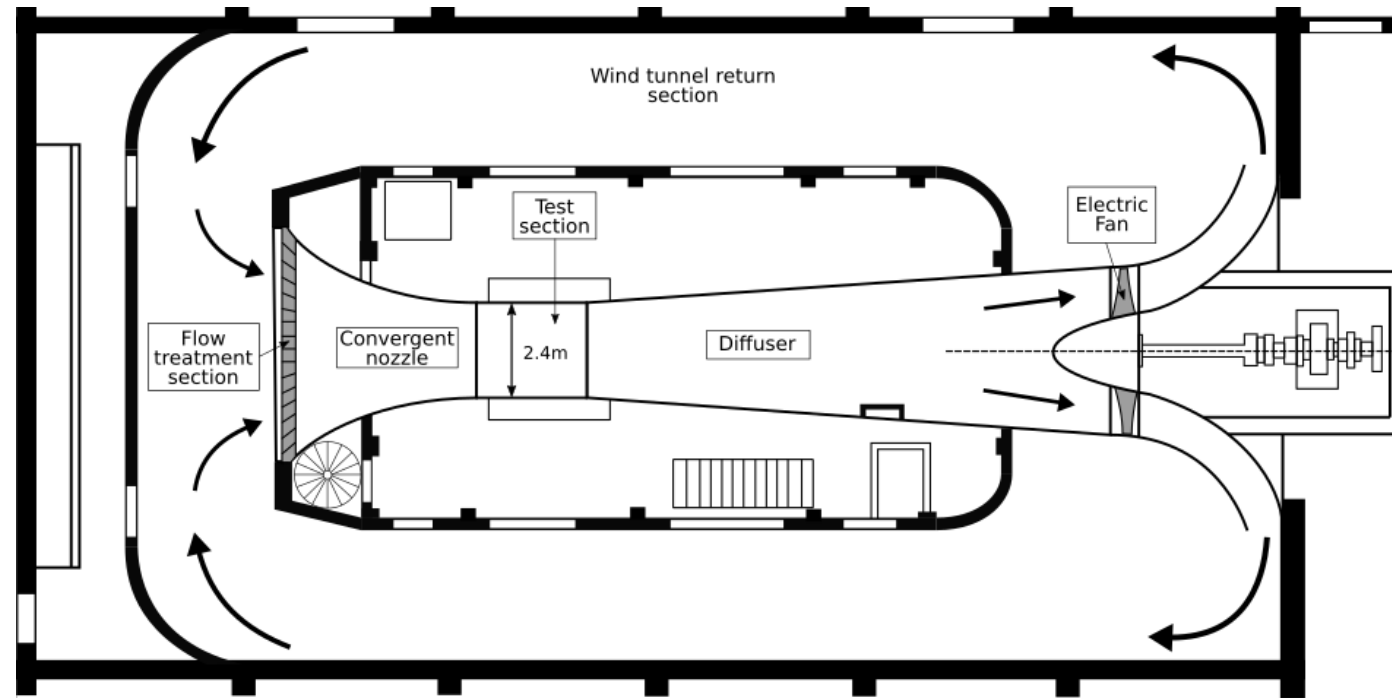 Wind tunnel return
section
Test
section
Electric
Fan
Flow
treatment
section
Convergent
nozzle
2.4m
Diffuser